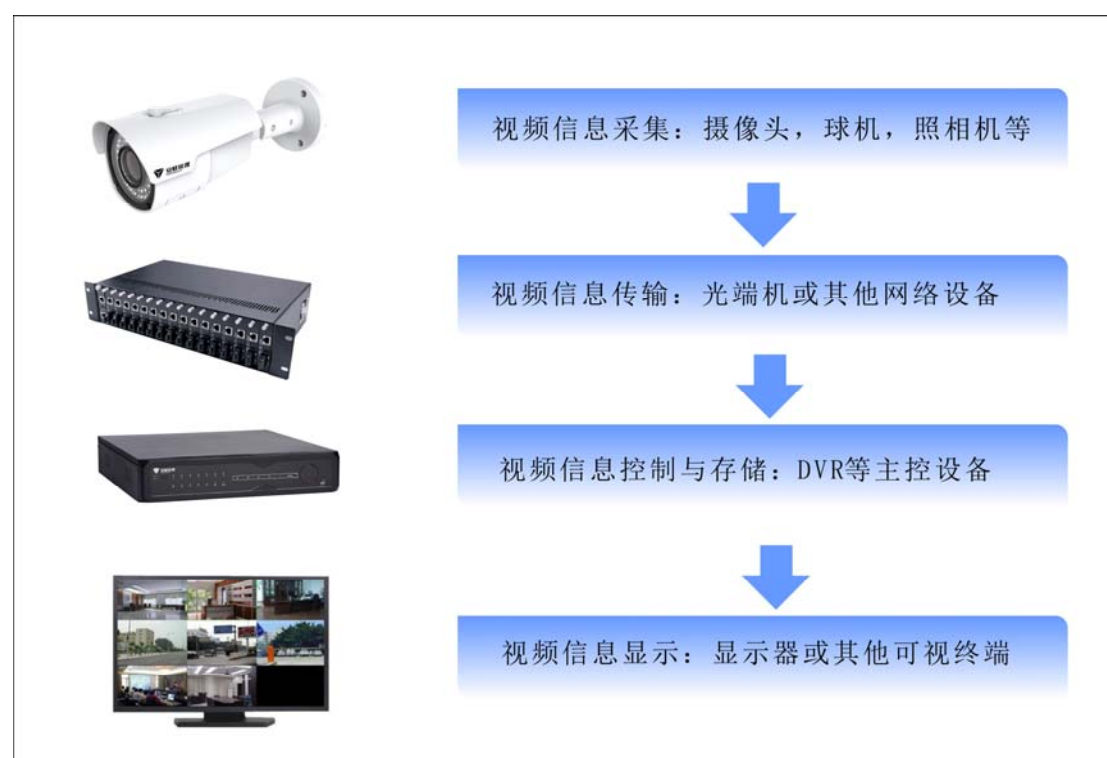 视频信息采集：摄像头，球机，照相机等
视频信息传输：光端机或其他网络设备
视频信息控制与存储：DVR等主控设备
视频信息显示：显示器或其他可视终端